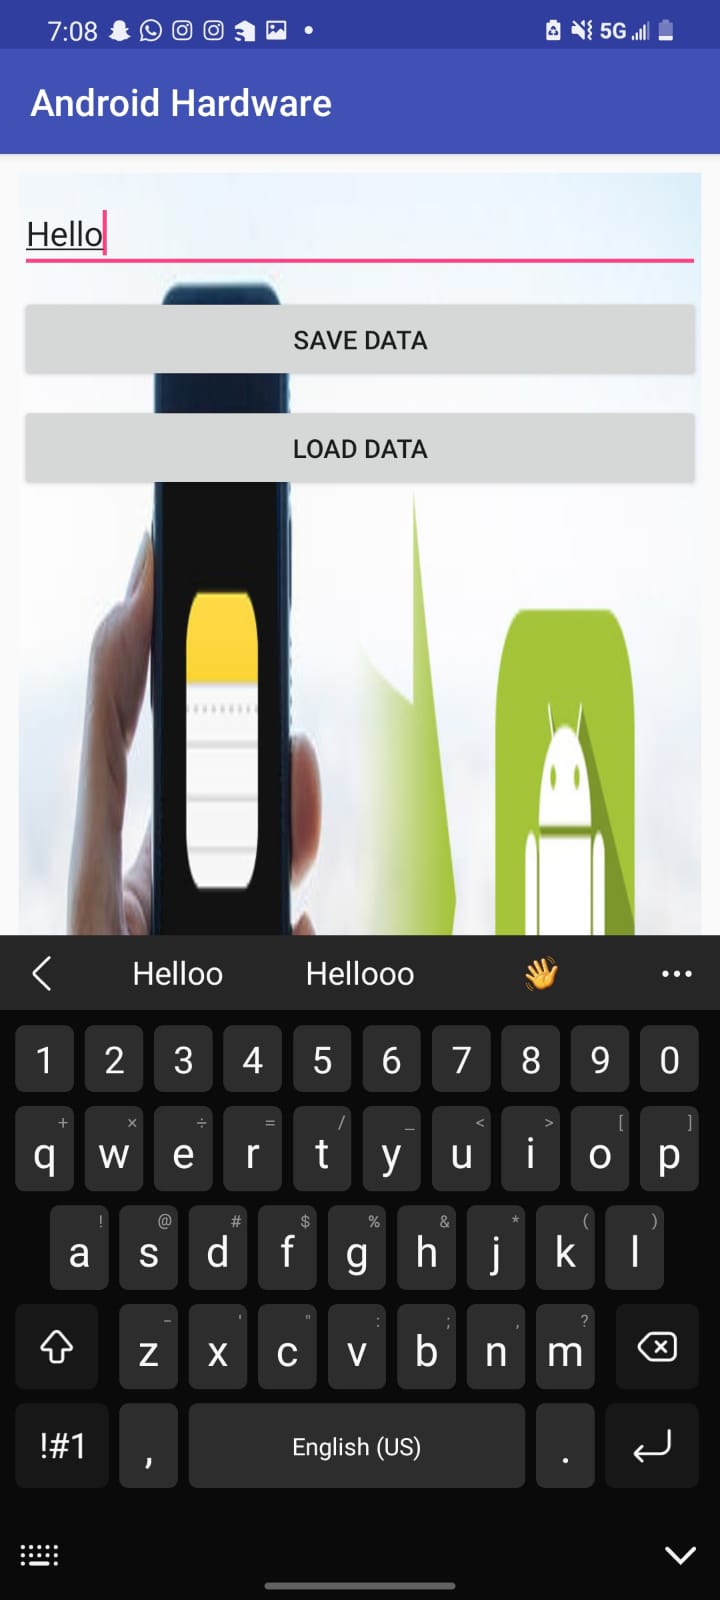 7:08 5G
Android Hardware
Hello
SAVE DATA
LOAD DATA
Helloo Hellooo 👋 •••
1 2 3 4 5 6 7 8 9 0
+ × ÷ = / _ < > [ ]
q w e r t y u i o p
! @ # $ % & * ( )
a s d f g h j k l
- ' " : ; , ?
z x c v b n m
!#1 , English (US) .